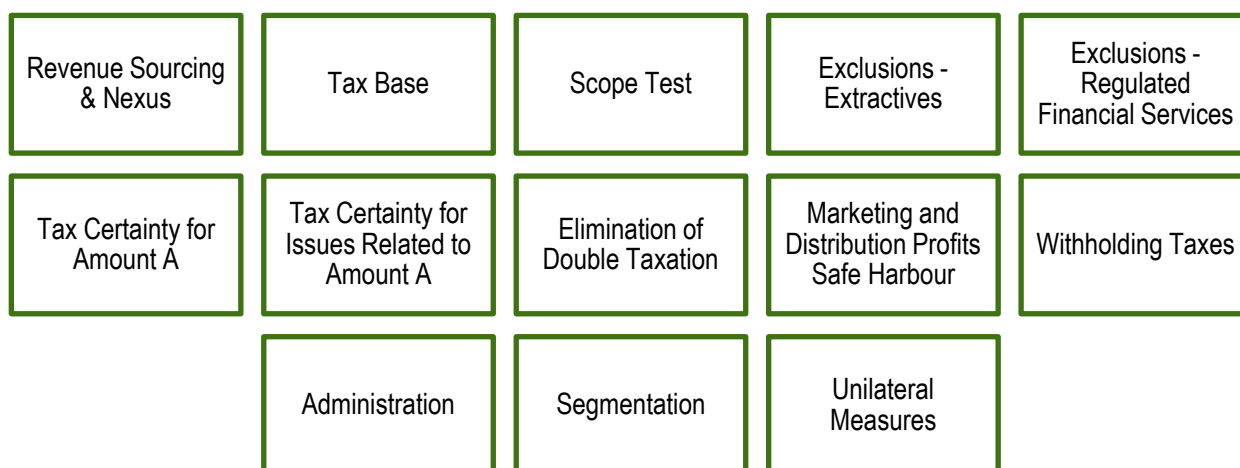 Revenue Sourcing
& Nexus
Tax Base
Scope Test
Exclusions -
Extractives
Exclusions -
Regulated
Financial Services
Tax Certainty for
Amount A
Tax Certainty for
Issues Related to
Amount A
Elimination of
Double Taxation
Marketing and
Distribution Profits
Safe Harbour
Withholding Taxes
Administration
Segmentation
Unilateral
Measures